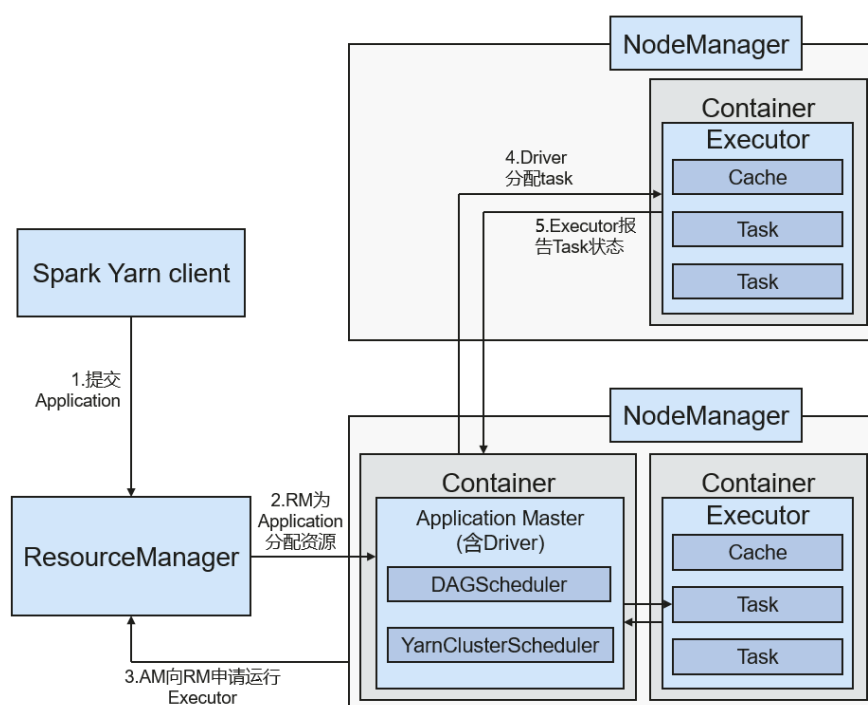 NodeManager
Container
Executor
Cache
Task
Task
4.Driver
分配task
5.Executor报
告Task状态
Spark Yarn client
1.提交
Application
ResourceManager
2.RM为
Application
分配资源
3.AM向RM申请运行
Executor
NodeManager
Container
Application Master
(含Driver)
DAGScheduler
YarnClusterScheduler
Container
Executor
Cache
Task
Task